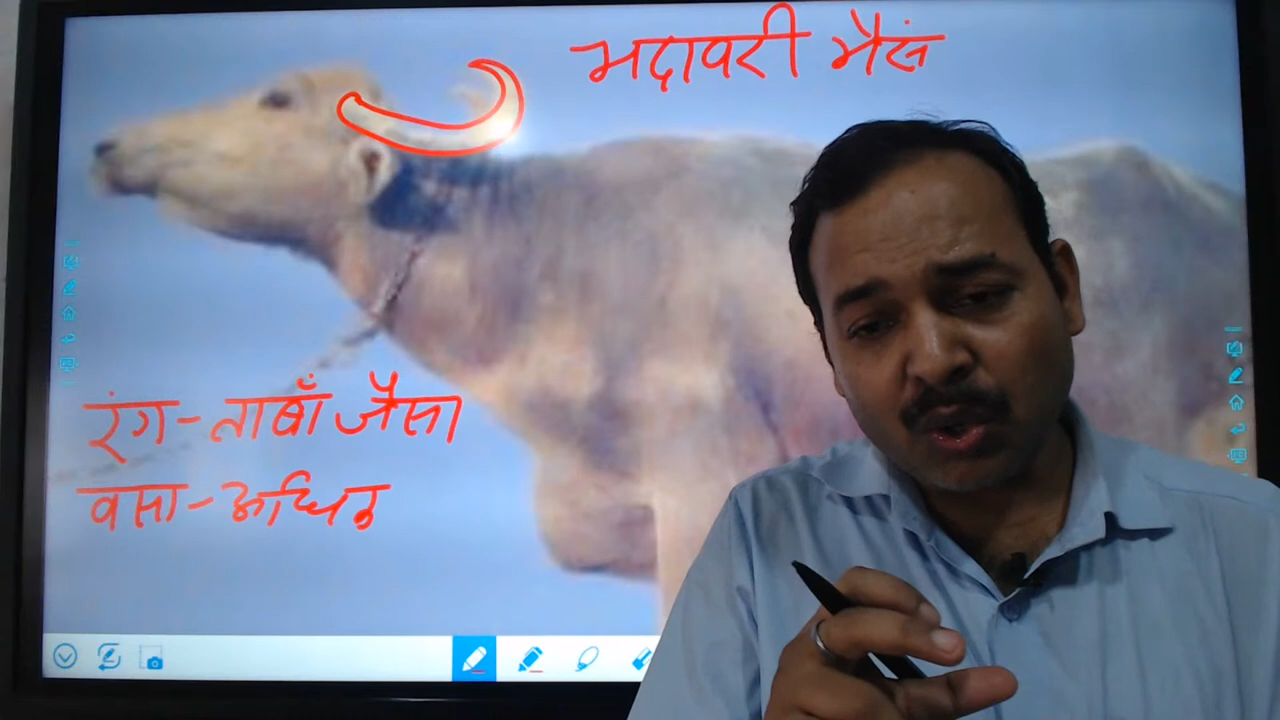 भदावरी भैंस
रंग - ताबाँ जैसा
वसा - अधिक